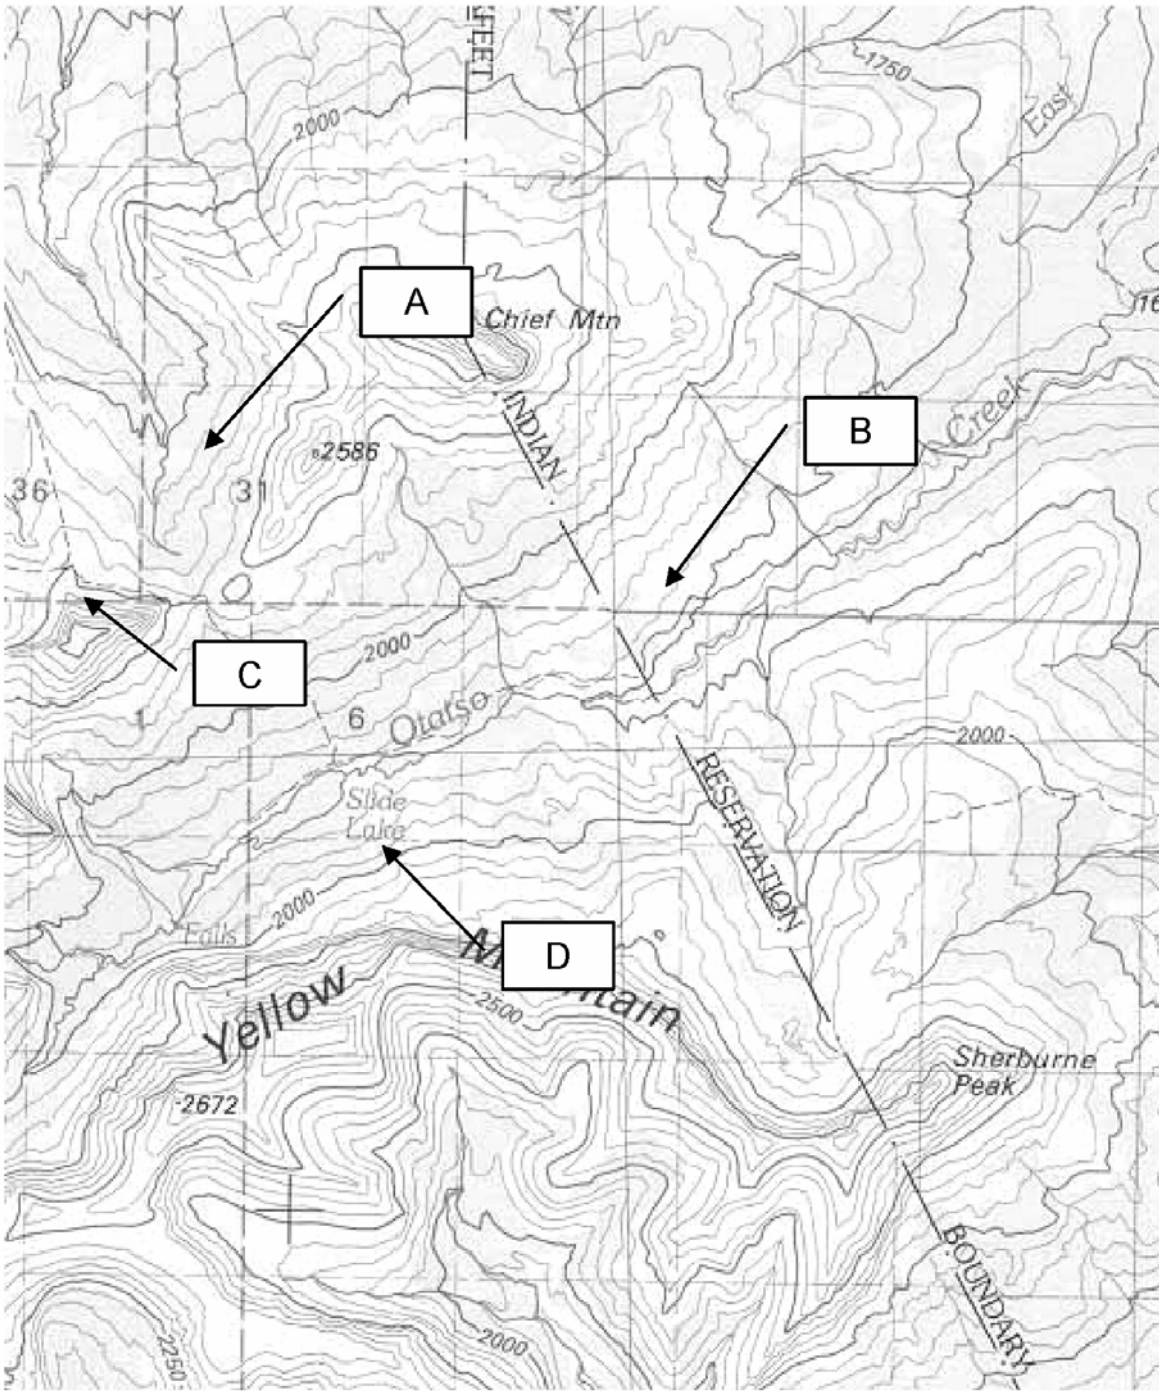 FEET
1750
East
2000
A
Chief Mtn
16
INDIAN
Creek
B
2586
36
31
C
2000
1
6
Otatso
2000
RESERVATION
Slide
Lake
2000
Falls
D
Yellow
ntain
2500
Sherburne
Peak
2672
BOUNDARY
2000
2250